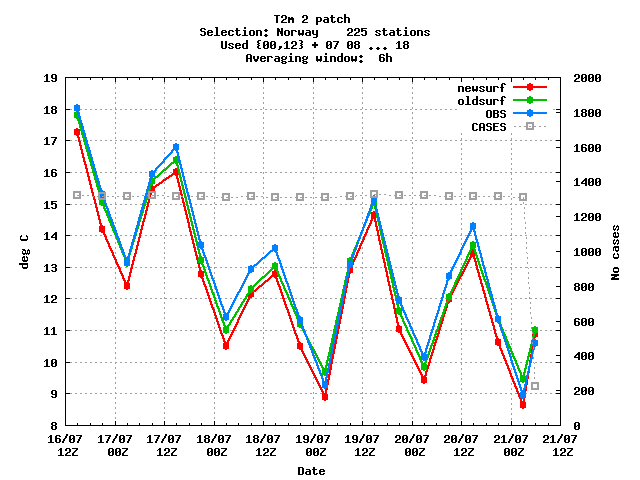 T2m 2 patch
Selection: Norway    225 stations
Used {00,12} + 07 08 ... 18
Averaging window:  6h
19
18
17
16
15
14
13
12
11
10
9
8
2000
1800
1600
1400
1200
1000
800
600
400
200
0
newsurf
oldsurf
OBS
CASES
deg C
No cases
16/07 17/07 17/07 18/07 18/07 19/07 19/07 20/07 20/07 21/07 21/07
12Z 00Z 12Z 00Z 12Z 00Z 12Z 00Z 12Z 00Z 12Z
Date